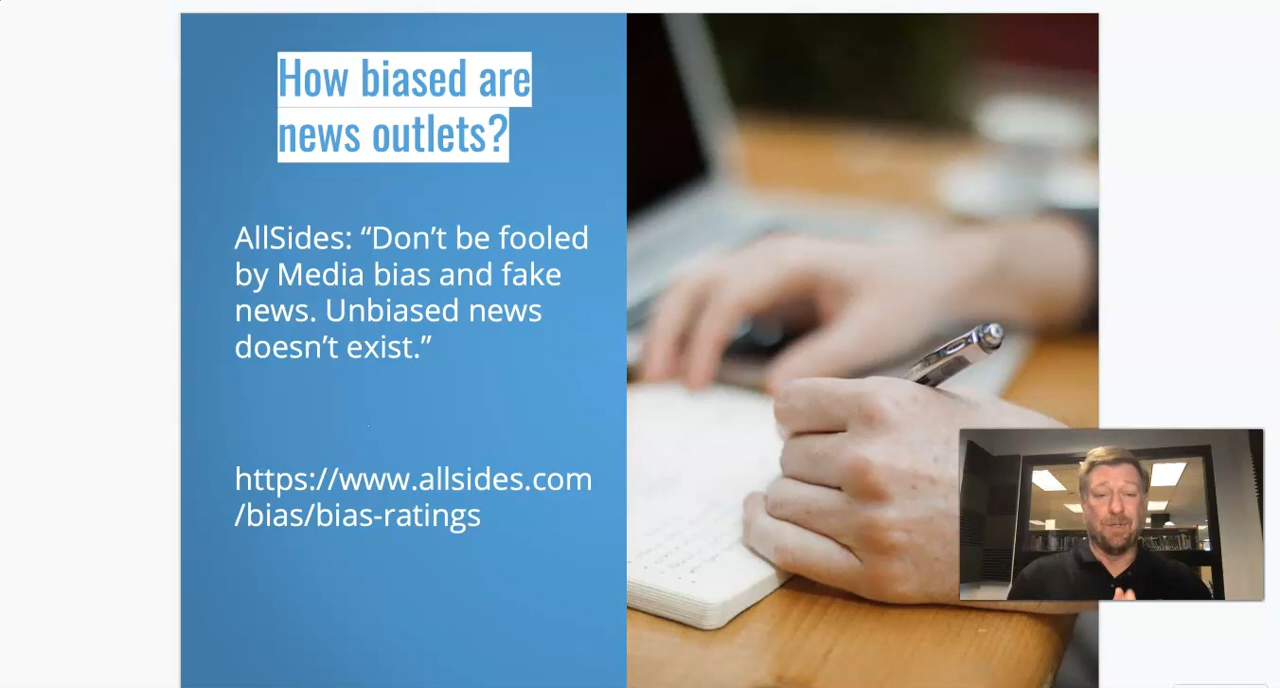 How biased are
news outlets?
AllSides: “Don’t be fooled
by Media bias and fake
news. Unbiased news
doesn’t exist.”
https://www.allsides.com
/bias/bias-ratings